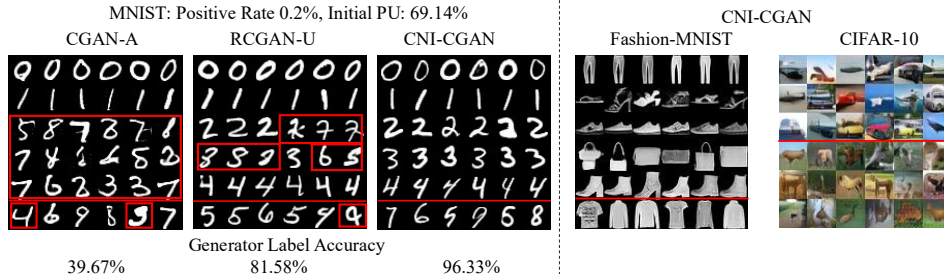 MNIST: Positive Rate 0.2%, Initial PU: 69.14%
CGAN-A
RCGAN-U
CNI-CGAN
Generator Label Accuracy
39.67%
81.58%
96.33%
CNI-CGAN
Fashion-MNIST
CIFAR-10